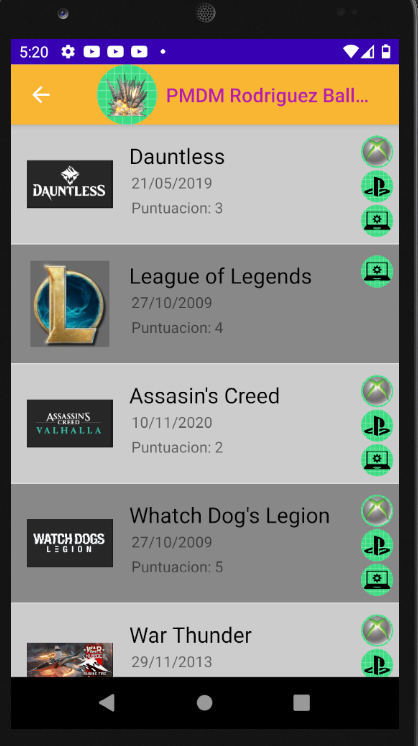 5:20
PMDM Rodriguez Ball...
DAUNTLESS
Dauntless
21/05/2019
Puntuacion: 3
League of Legends
27/10/2009
Puntuacion: 4
ASSASSIN'S
CREED
VALHALLA
Assasin's Creed
10/11/2020
Puntuacion: 2
WATCH DOGS
LEGION
Whatch Dog's Legion
27/10/2009
Puntuacion: 5
WAR
THUNDER
War Thunder
29/11/2013